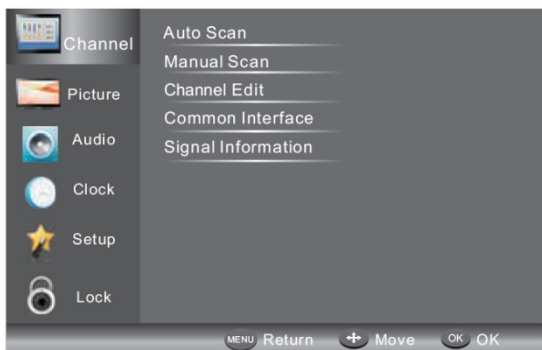 Channel
Picture
Audio
Clock
Setup
Lock
Auto Scan
Manual Scan
Channel Edit
Common Interface
Signal Information
MENU Return Move OK OK